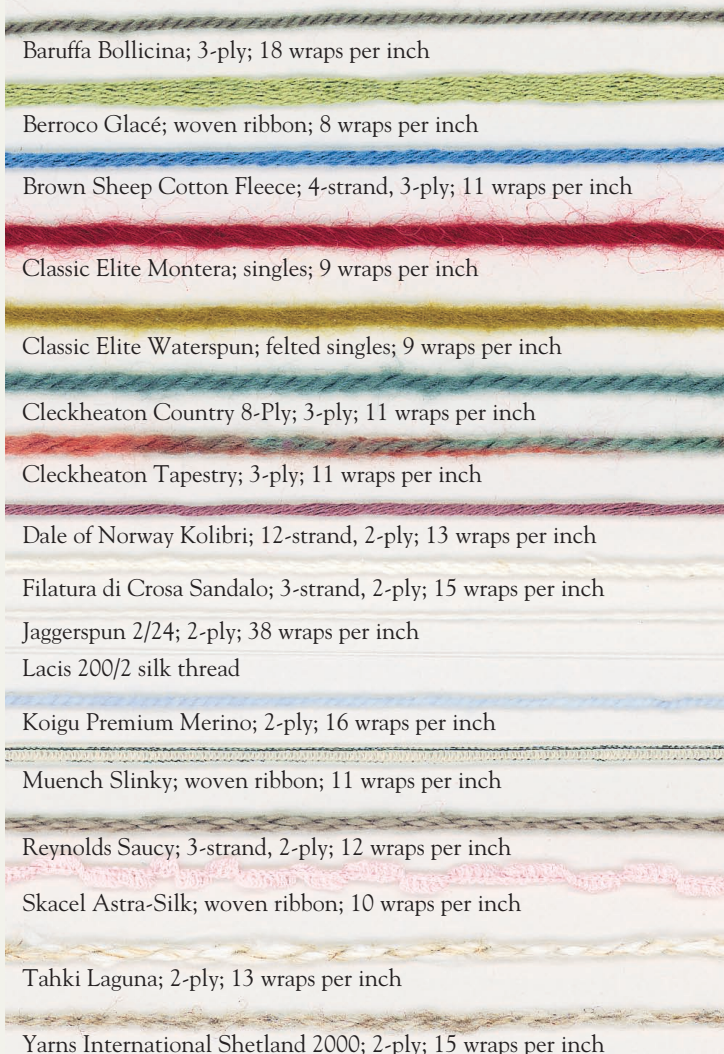 Baruffa Bollicina; 3-ply; 18 wraps per inch
Berroco Glacé; woven ribbon; 8 wraps per inch
Brown Sheep Cotton Fleece; 4-strand, 3-ply; 11 wraps per inch
Classic Elite Montera; singles; 9 wraps per inch
Classic Elite Waterspun; felted singles; 9 wraps per inch
Cleckheaton Country 8-Ply; 3-ply; 11 wraps per inch
Cleckheaton Tapestry; 3-ply; 11 wraps per inch
Dale of Norway Kolibri; 12-strand, 2-ply; 13 wraps per inch
Filatura di Crosa Sandalo; 3-strand, 2-ply; 15 wraps per inch
Jaggerspun 2/24; 2-ply; 38 wraps per inch
Lacis 200/2 silk thread
Koigu Premium Merino; 2-ply; 16 wraps per inch
Muench Slinky; woven ribbon; 11 wraps per inch
Reynolds Saucy; 3-strand, 2-ply; 12 wraps per inch
Skacel Astra-Silk; woven ribbon; 10 wraps per inch
Tahki Laguna; 2-ply; 13 wraps per inch
Yarns International Shetland 2000; 2-ply; 15 wraps per inch